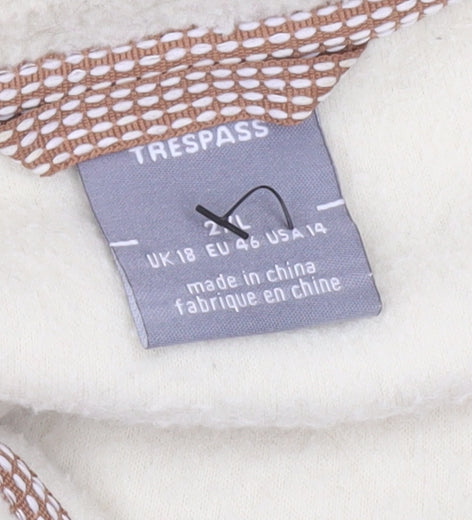 TRESPASS
UK 18 EU 46 USA 14
made in china
fabrique en chine